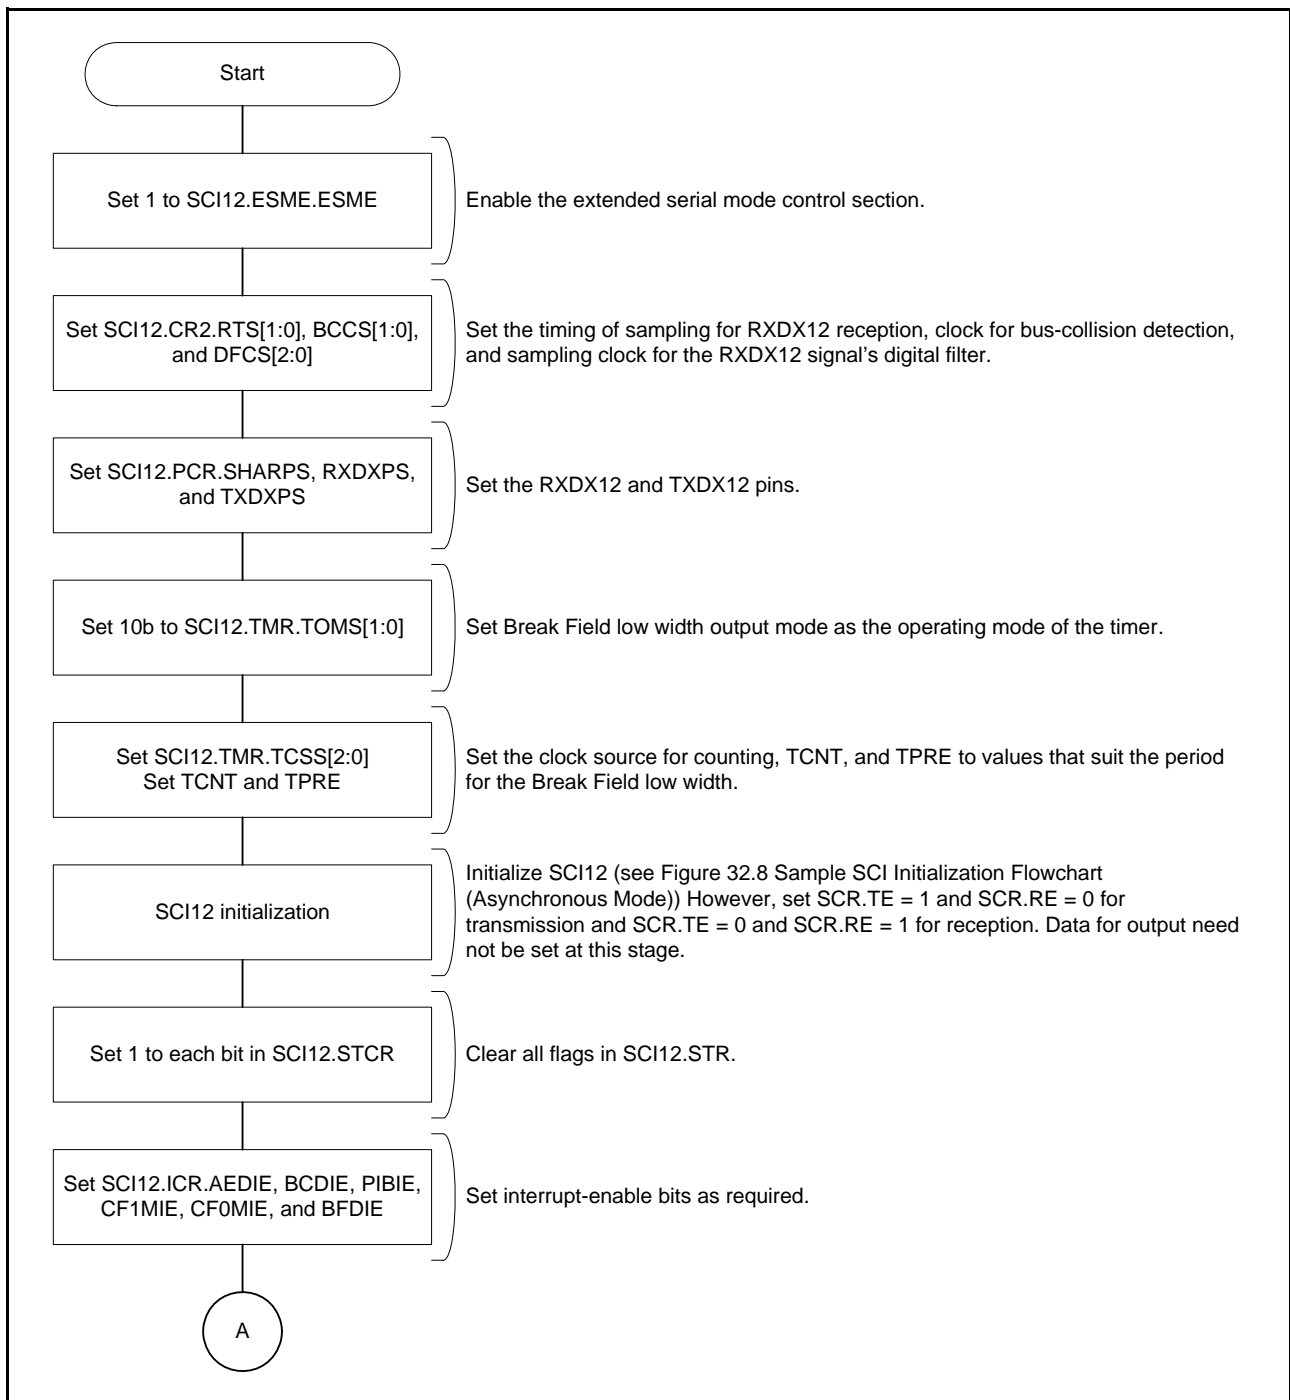 Start
Set 1 to SCI12.ESME.ESME
Enable the extended serial mode control section.
Set SCI12.CR2.RTS[1:0], BCCS[1:0],
and DFCS[2:0]
Set the timing of sampling for RXDX12 reception, clock for bus-collision detection,
and sampling clock for the RXDX12 signal's digital filter.
Set SCI12.PCR.SHARPS, RXDXPS,
and TXDXPS
Set the RXDX12 and TXDX12 pins.
Set 10b to SCI12.TMR.TOMS[1:0]
Set Break Field low width output mode as the operating mode of the timer.
Set SCI12.TMR.TCSS[2:0]
Set TCNT and TPRE
Set the clock source for counting, TCNT, and TPRE to values that suit the period
for the Break Field low width.
SCI12 initialization
Initialize SCI12 (see Figure 32.8 Sample SCI Initialization Flowchart
(Asynchronous Mode)) However, set SCR.TE = 1 and SCR.RE = 0 for
transmission and SCR.TE = 0 and SCR.RE = 1 for reception. Data for output need
not be set at this stage.
Set 1 to each bit in SCI12.STCR
Clear all flags in SCI12.STR.
Set SCI12.ICR.AEDIE, BCDIE, PIBIE,
CF1MIE, CF0MIE, and BFDIE
Set interrupt-enable bits as required.
A